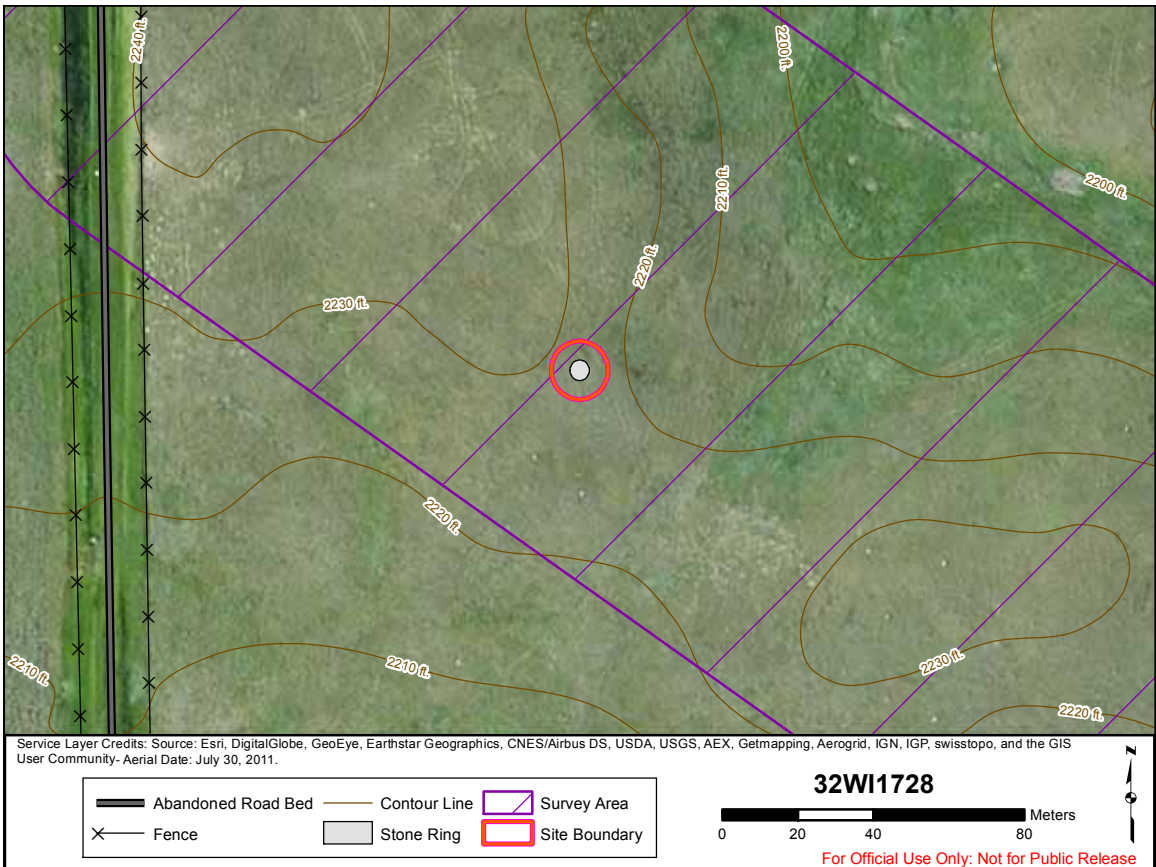 2240 ft.
2200 ft.
2200 ft.
2210 ft.
2220 ft.
2230 ft.
2220 ft.
2210 ft.
2210 ft.
2230 ft.
2220 ft.
Service Layer Credits: Source: Esri, DigitalGlobe, GeoEye, Earthstar Geographics, CNES/Airbus DS, USDA, USGS, AEX, Getmapping, Aerogrid, IGN, IGP, swisstopo, and the GIS
User Community- Aerial Date: July 30, 2011.
Abandoned Road Bed
Contour Line
Survey Area
Fence
Stone Ring
Site Boundary
32WI1728
Meters
0 20 40 80
N
For Official Use Only: Not for Public Release